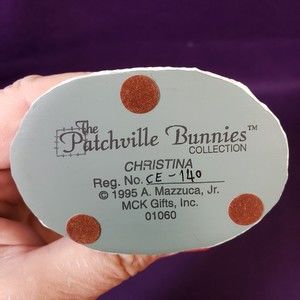 The
Patchville Bunnies™
COLLECTION
CHRISTINA
Reg. No. CE-140
© 1995 A. Mazzuca, Jr.
MCK Gifts, Inc.
01060